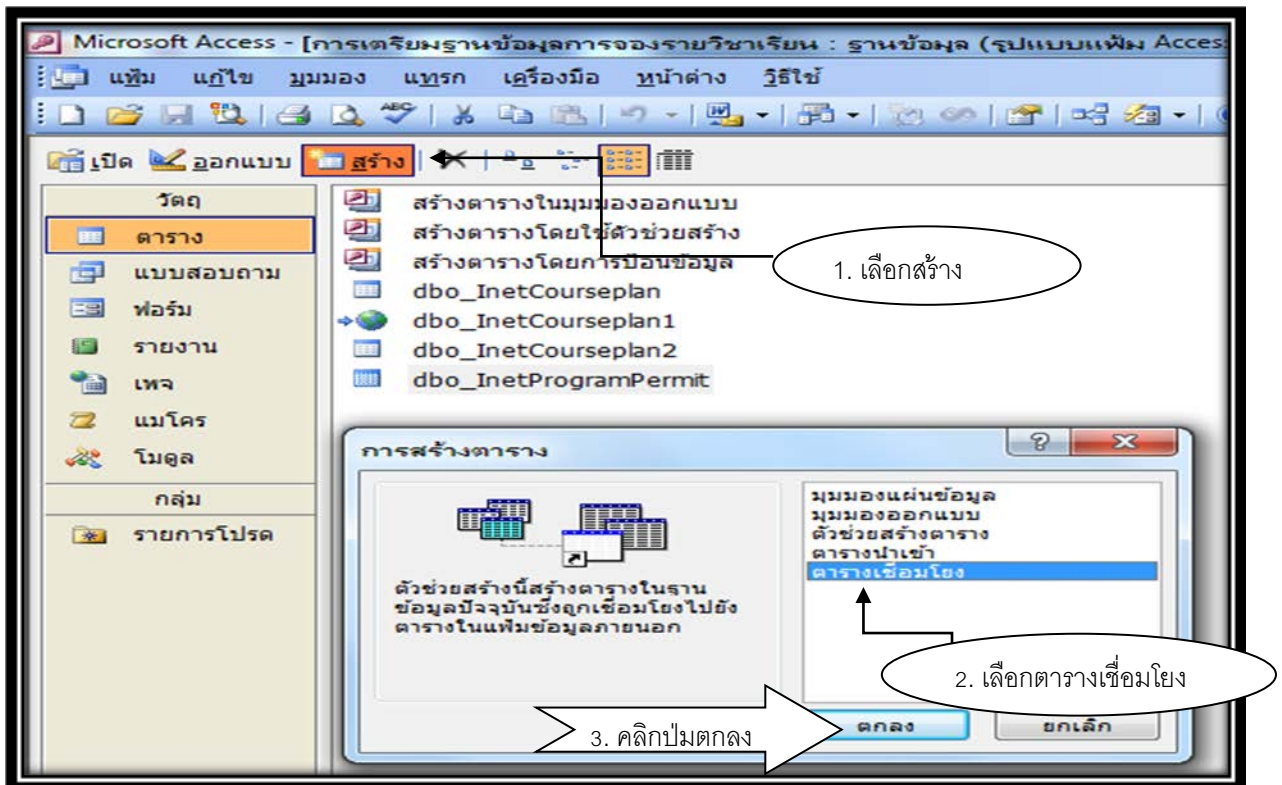 Microsoft Access - [การเตรียมฐานข้อมูลการจองรายวิชาเรียน : ฐานข้อมูล (รูปแบบแฟ้ม Acces
แฟ้ม แก้ไข มุมมอง แทรก เครื่องมือ หน้าต่าง วิธีใช้
เปิด ออกแบบ สร้าง
วัตถุ
ตาราง
แบบสอบถาม
ฟอร์ม
รายงาน
เพจ
แมโคร
โมดูล
กลุ่ม
รายการโปรด
สร้างตารางในมุมมองออกแบบ
สร้างตารางโดยใช้ตัวช่วยสร้าง
สร้างตารางโดยการป้อนข้อมูล
dbo_InetCourseplan
dbo_InetCourseplan1
dbo_InetCourseplan2
dbo_InetProgramPermit
1. เลือกสร้าง
การสร้างตาราง
ตัวช่วยสร้างนี้สร้างตารางในฐาน
ข้อมูลปัจจุบันซึ่งถูกเชื่อมโยงไปยัง
ตารางในแฟ้มข้อมูลภายนอก
มุมมองแผ่นข้อมูล
มุมมองออกแบบ
ตัวช่วยสร้างตาราง
ตารางนำเข้า
ตารางเชื่อมโยง
2. เลือกตารางเชื่อมโยง
3. คลิกปุ่มตกลง
ตกลง ยกเลิก